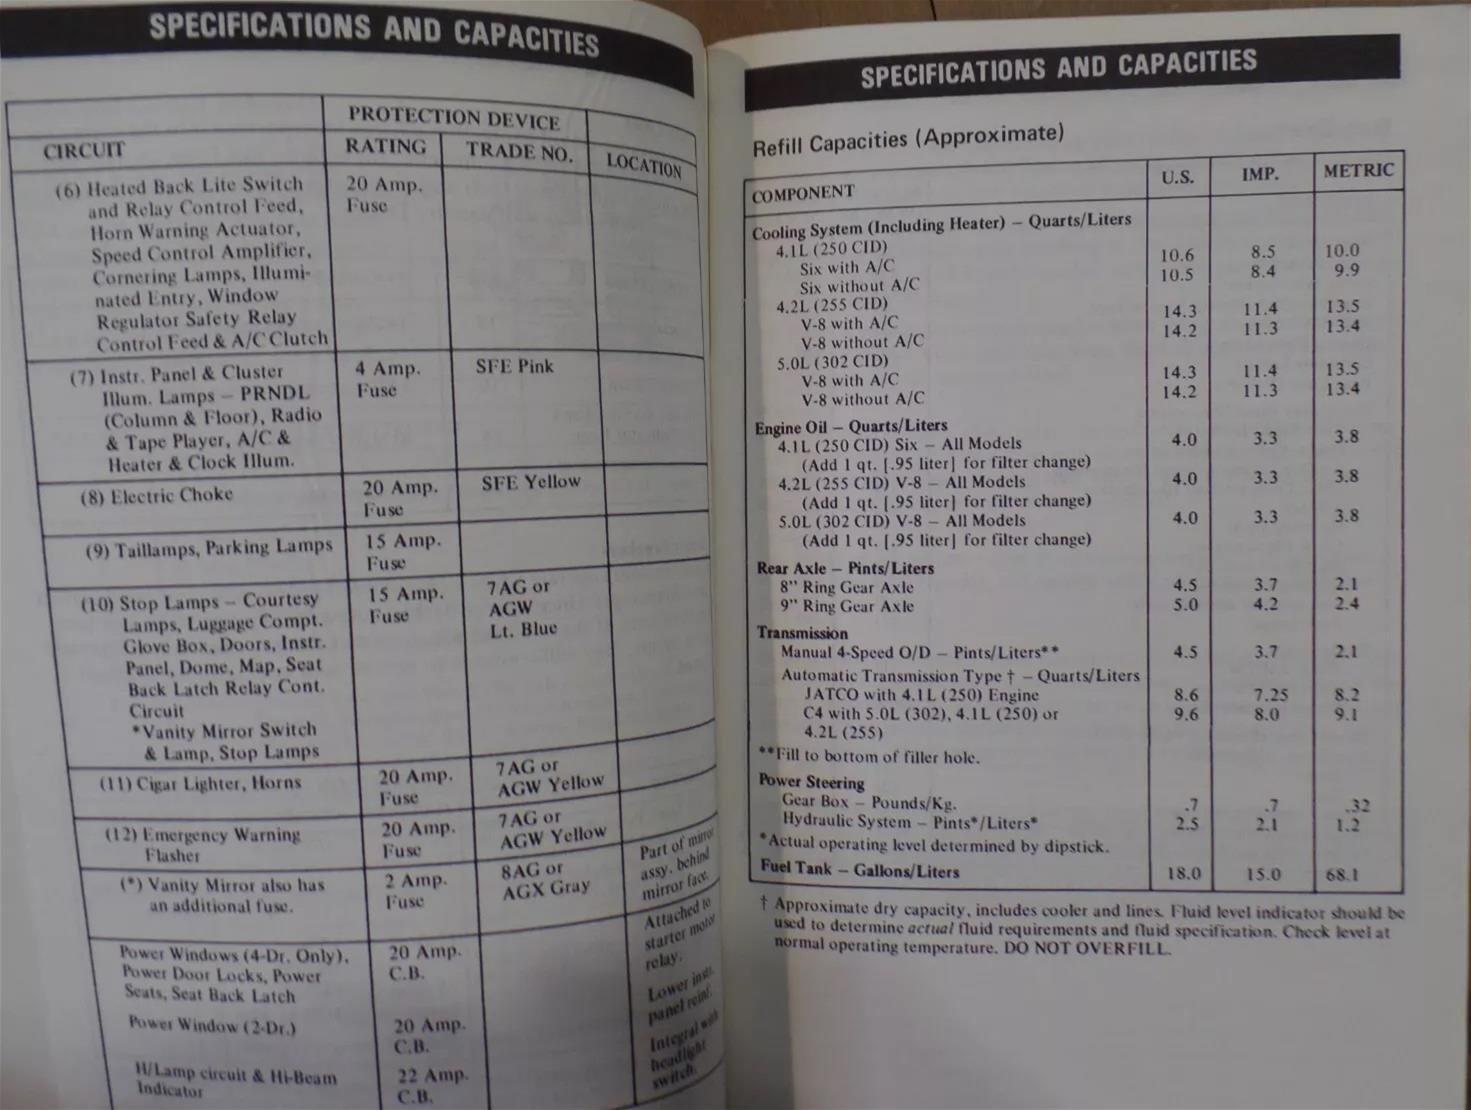 SPECIFICATIONS AND CAPACITIES
PROTECTION DEVICE
CIRCUIT RATING TRADE NO. LOCATION
(6) Heated Back Lite Switch 20 Amp.
and Relay Control Feed, Fuse
Horn Warning Actuator,
Speed Control Amplifier,
Cornering Lamps, Illumi-
nated Entry, Window
Regulator Safety Relay
Control Feed & A/C Clutch
(7) Instr. Panel & Cluster 4 Amp. SFE Pink
Illum. Lamps – PRNDL Fuse
(Column & Floor), Radio
& Tape Player, A/C &
Heater & Clock Illum.
(8) Electric Choke 20 Amp. SFE Yellow
Fuse
(9) Taillamps, Parking Lamps 15 Amp.
Fuse
(10) Stop Lamps – Courtesy 15 Amp. 7AG or
Lamps, Luggage Compt. Fuse AGW
Glove Box, Doors, Instr. Lt. Blue
Panel, Dome, Map, Seat
Back Latch Relay Cont.
Circuit
*Vanity Mirror Switch
& Lamp, Stop Lamps
(11) Cigar Lighter, Horns 20 Amp. 7AG or
Fuse AGW Yellow
(12) Emergency Warning 20 Amp. 7AG or
Flasher Fuse AGW Yellow
(*) Vanity Mirror also has 2 Amp. 8AG or Part of mirror
an additional fuse. Fuse AGX Gray assy. behind
mirror face.
Power Windows (4-Dr. Only), 20 Amp. Attached to
Power Door Locks, Power C.B. starter motor
Seats, Seat Back Latch relay.
Power Window (2-Dr.) 20 Amp. Lower instr.
C.B. panel reinf.
H/Lamp circuit & Hi-Beam 22 Amp. Integral with
Indicator C.B. headlight
switch.
SPECIFICATIONS AND CAPACITIES
Refill Capacities (Approximate)
COMPONENT U.S. IMP. METRIC
Cooling System (Including Heater) – Quarts/Liters
4.1L (250 CID)
Six with A/C 10.6 8.5 10.0
Six without A/C 10.5 8.4 9.9
4.2L (255 CID)
V-8 with A/C 14.3 11.4 13.5
V-8 without A/C 14.2 11.3 13.4
5.0L (302 CID)
V-8 with A/C 14.3 11.4 13.5
V-8 without A/C 14.2 11.3 13.4
Engine Oil – Quarts/Liters
4.1L (250 CID) Six – All Models 4.0 3.3 3.8
(Add 1 qt. [.95 liter] for filter change)
4.2L (255 CID) V-8 – All Models 4.0 3.3 3.8
(Add 1 qt. [.95 liter] for filter change)
5.0L (302 CID) V-8 – All Models 4.0 3.3 3.8
(Add 1 qt. [.95 liter] for filter change)
Rear Axle – Pints/Liters
8" Ring Gear Axle 4.5 3.7 2.1
9" Ring Gear Axle 5.0 4.2 2.4
Transmission
Manual 4-Speed O/D – Pints/Liters** 4.5 3.7 2.1
Automatic Transmission Type † – Quarts/Liters
JATCO with 4.1L (250) Engine 8.6 7.25 8.2
C4 with 5.0L (302), 4.1L (250) or 9.6 8.0 9.1
4.2L (255)
**Fill to bottom of filler hole.
Power Steering
Gear Box – Pounds/Kg. .7 .7 .32
Hydraulic System – Pints*/Liters* 2.5 2.1 1.2
*Actual operating level determined by dipstick.
Fuel Tank – Gallons/Liters 18.0 15.0 68.1
† Approximate dry capacity, includes cooler and lines. Fluid level indicator should be
used to determine actual fluid requirements and fluid specification. Check level at
normal operating temperature. DO NOT OVERFILL.